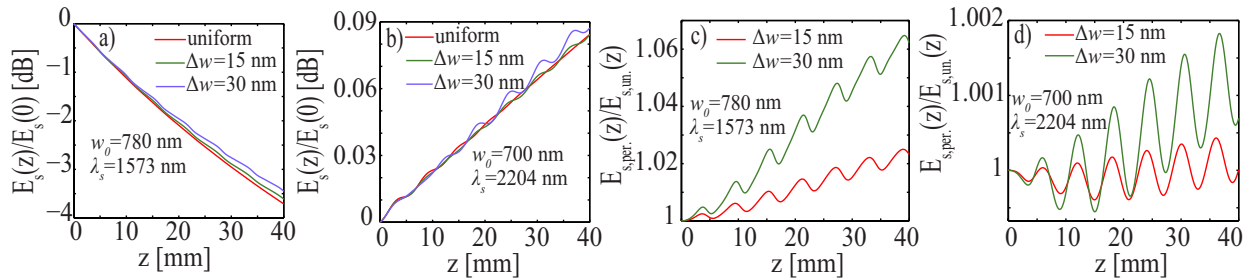 E_s(z)/E_s(0) [dB]
0
−1
−2
−3
−4
a)
uniform
Δw=15 nm
Δw=30 nm
w_0=780 nm
λ_s=1573 nm
0 10 20 30 40
z [mm]
E_s(z)/E_s(0) [dB]
0.09
0.06
0.03
0
b)
uniform
Δw=15 nm
Δw=30 nm
w_0=700 nm
λ_s=2204 nm
0 10 20 30 40
z [mm]
1.06
1.04
1.02
1
c)
Δw=15 nm
Δw=30 nm
w_0=780 nm
λ_s=1573 nm
E_{s,per.}(z)/E_{s,un.}(z)
0 10 20 30 40
z [mm]
E_{s,per.}(z)/E_{s,un.}(z)
1.002
1.001
1
d)
Δw=15 nm
Δw=30 nm
w_0=700 nm
λ_s=2204 nm
0 10 20 30 40
z [mm]